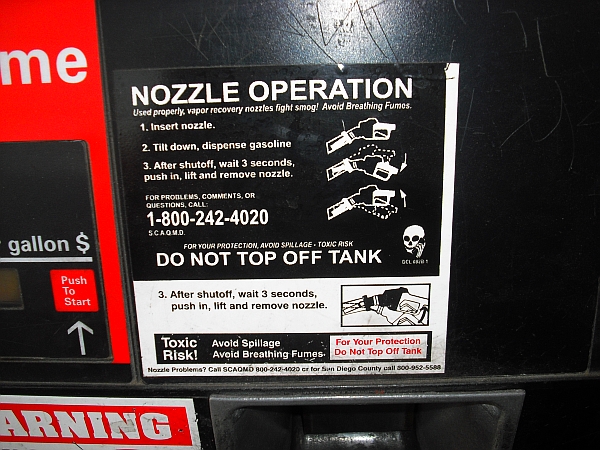 me
NOZZLE OPERATION
Used properly, vapor recovery nozzles fight smog! Avoid Breathing Fumes.
1. Insert nozzle.
2. Tilt down, dispense gasoline
3. After shutoff, wait 3 seconds,
push in, lift and remove nozzle.
FOR PROBLEMS, COMMENTS, OR
QUESTIONS, CALL:
1-800-242-4020
S.C.A.Q.M.D.
FOR YOUR PROTECTION, AVOID SPILLAGE - TOXIC RISK
DO NOT TOP OFF TANK
gallon $
Push
To
Start
3. After shutoff, wait 3 seconds,
push in, lift and remove nozzle.
Toxic
Risk!
Avoid Spillage
Avoid Breathing Fumes
For Your Protection
Do Not Top Off Tank
Nozzle Problems? Call SCAQMD 800-242-4020 or for San Diego County call 800-952-5588
ARNING